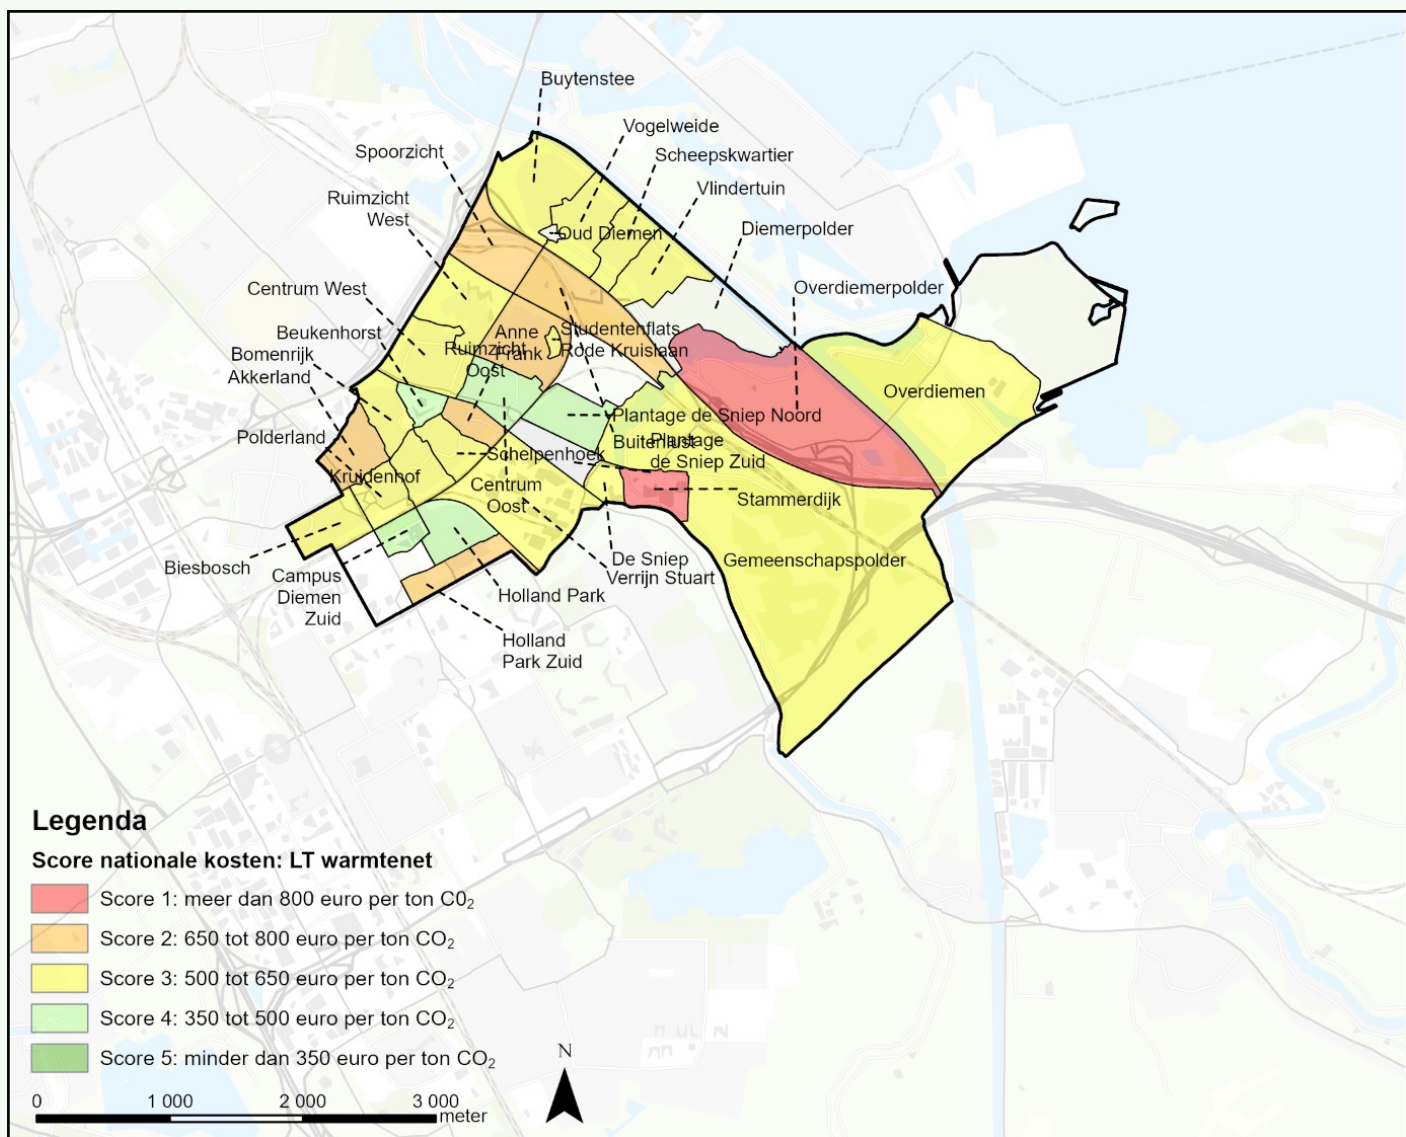 Buytenstee
Vogelweide
Spoorzicht
Scheepskwartier
Ruimzicht
West
Vlindertuin
Oud Diemen
Diemerpolder
Centrum West
Overdiemerpolder
Beukenhorst
Anne
Frank
Studentenflats
Rode Kruislaan
Bomenrijk
Ruimzicht
Oost
Akkerland
Overdiemen
Plantage de Sniep Noord
Polderland
Buitenlust
Plantage
de Sniep Zuid
Schelpenhoek
Kruidenhof
Centrum
Oost
Stammerdijk
De Sniep
Gemeenschapspolder
Biesbosch
Campus
Diemen
Zuid
Verrijn Stuart
Holland Park
Holland
Park Zuid
Legenda
Score nationale kosten: LT warmtenet
Score 1: meer dan 800 euro per ton C0₂
Score 2: 650 tot 800 euro per ton CO₂
Score 3: 500 tot 650 euro per ton CO₂
Score 4: 350 tot 500 euro per ton CO₂
Score 5: minder dan 350 euro per ton CO₂
N
0 1 000 2 000 3 000
meter